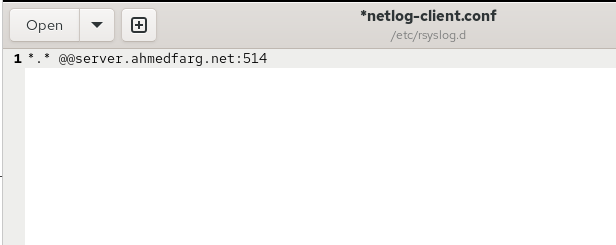 Open
*netlog-client.conf
/etc/rsyslog.d
1 *.* @@server.ahmedfarg.net:514